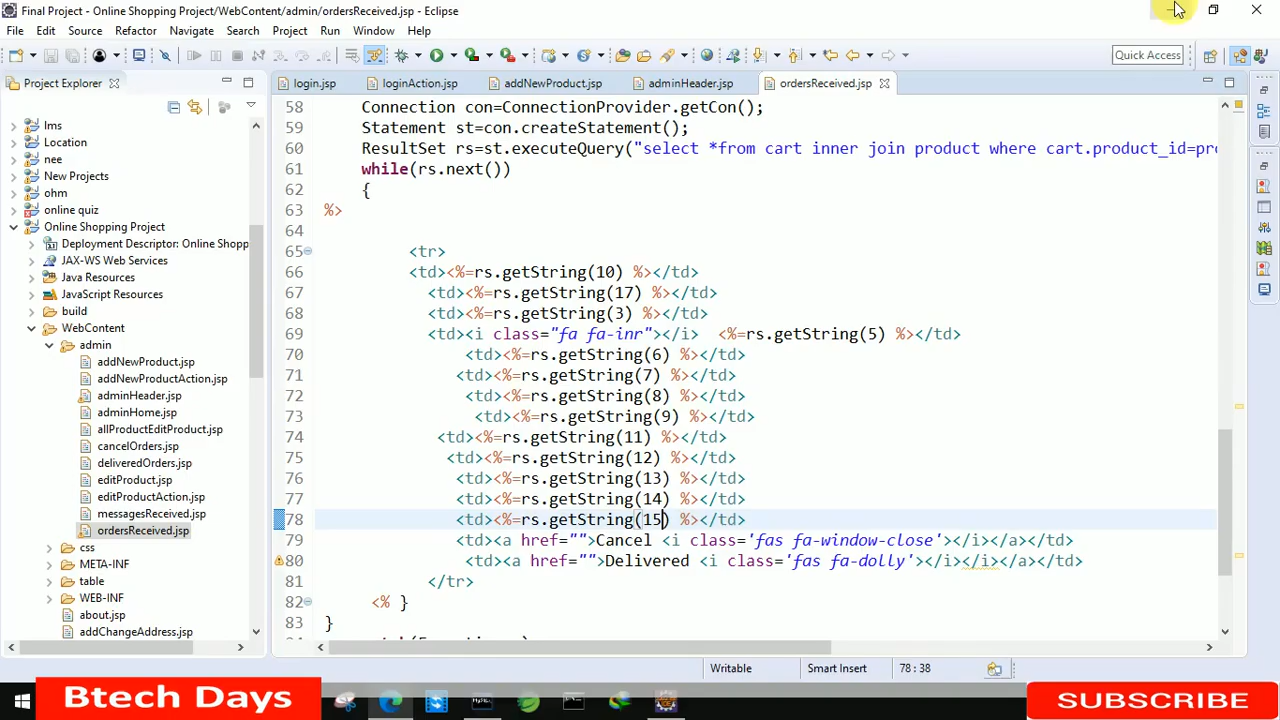 Final Project - Online Shopping Project/WebContent/admin/ordersReceived.jsp - Eclipse
File Edit Source Refactor Navigate Search Project Run Window Help
Quick Access
Project Explorer
login.jsp loginAction.jsp addNewProduct.jsp adminHeader.jsp ordersReceived.jsp
lms
Location
nee
New Projects
ohm
online quiz
Online Shopping Project
Deployment Descriptor: Online Shopp
JAX-WS Web Services
Java Resources
JavaScript Resources
build
WebContent
admin
addNewProduct.jsp
addNewProductAction.jsp
adminHeader.jsp
adminHome.jsp
allProductEditProduct.jsp
cancelOrders.jsp
deliveredOrders.jsp
editProduct.jsp
editProductAction.jsp
messagesReceived.jsp
ordersReceived.jsp
css
META-INF
table
WEB-INF
about.jsp
addChangeAddress.jsp
58 Connection con=ConnectionProvider.getCon();
59 Statement st=con.createStatement();
60 ResultSet rs=st.executeQuery("select *from cart inner join product where cart.product_id=pro
61 while(rs.next())
62 {
63 %>
64
65 <tr>
66 <td><%=rs.getString(10) %></td>
67 <td><%=rs.getString(17) %></td>
68 <td><%=rs.getString(3) %></td>
69 <td><i class="fa fa-inr"></i> <%=rs.getString(5) %></td>
70 <td><%=rs.getString(6) %></td>
71 <td><%=rs.getString(7) %></td>
72 <td><%=rs.getString(8) %></td>
73 <td><%=rs.getString(9) %></td>
74 <td><%=rs.getString(11) %></td>
75 <td><%=rs.getString(12) %></td>
76 <td><%=rs.getString(13) %></td>
77 <td><%=rs.getString(14) %></td>
78 <td><%=rs.getString(15) %></td>
79 <td><a href="">Cancel <i class='fas fa-window-close'></i></a></td>
80 <td><a href="">Delivered <i class='fas fa-dolly'></i></i></a></td>
81 </tr>
82 <% }
83 }
Writable Smart Insert 78 : 38
Btech Days
SUBSCRIBE